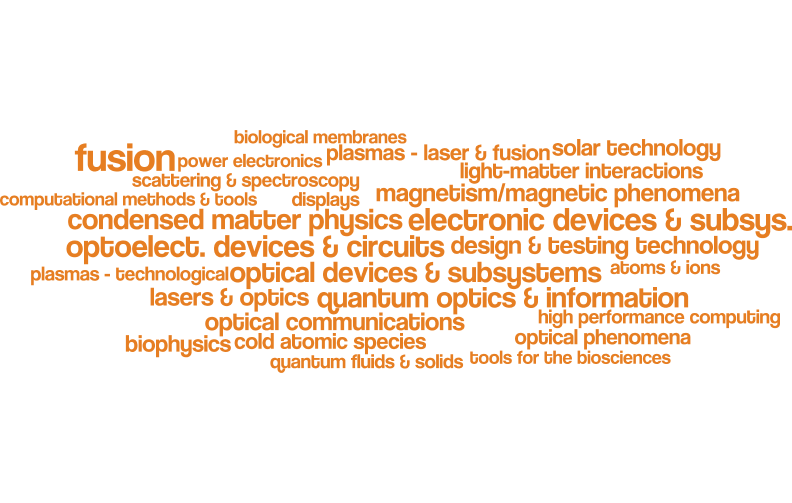 biological membranes
fusion
power electronics
plasmas - laser & fusion
solar technology
light-matter interactions
scattering & spectroscopy
computational methods & tools
displays
magnetism/magnetic phenomena
condensed matter physics
electronic devices & subsys.
optoelect. devices & circuits
design & testing technology
plasmas - technological
optical devices & subsystems
atoms & ions
lasers & optics
quantum optics & information
optical communications
high performance computing
biophysics
cold atomic species
optical phenomena
quantum fluids & solids
tools for the biosciences